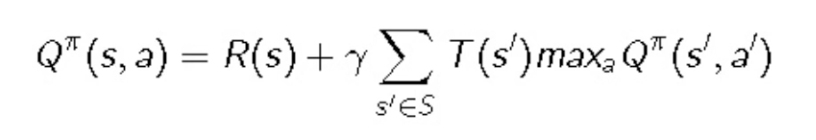 Q^π(s, a) = R(s) + γ ∑_{s′∈S} T(s′)max_a Q^π(s′, a′)